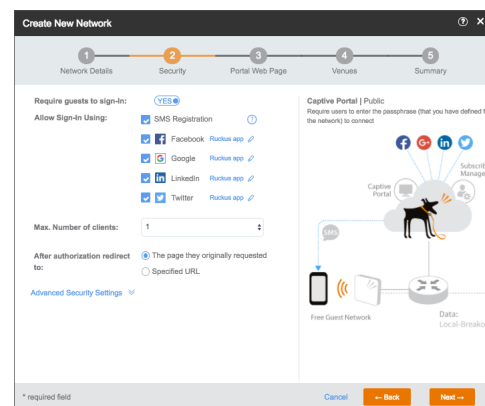 Create New Network
1 2 3 4 5
Network Details Security Portal Web Page Venues Summary
Require guests to sign-In: YES
Allow Sign-In Using: SMS Registration ?
Facebook Ruckus app
Google Ruckus app
LinkedIn Ruckus app
Twitter Ruckus app
Max. Number of clients: 1
After authorization redirect to: The page they originally requested
Specified URL
Advanced Security Settings
Captive Portal | Public
Require users to enter the passphrase (that you have defined f
the network) to connect
Subscrib
Manage
Captive
Portal
SMS
Free Guest Network
Data:
Local-Breako
* required field
Cancel ← Back Next →